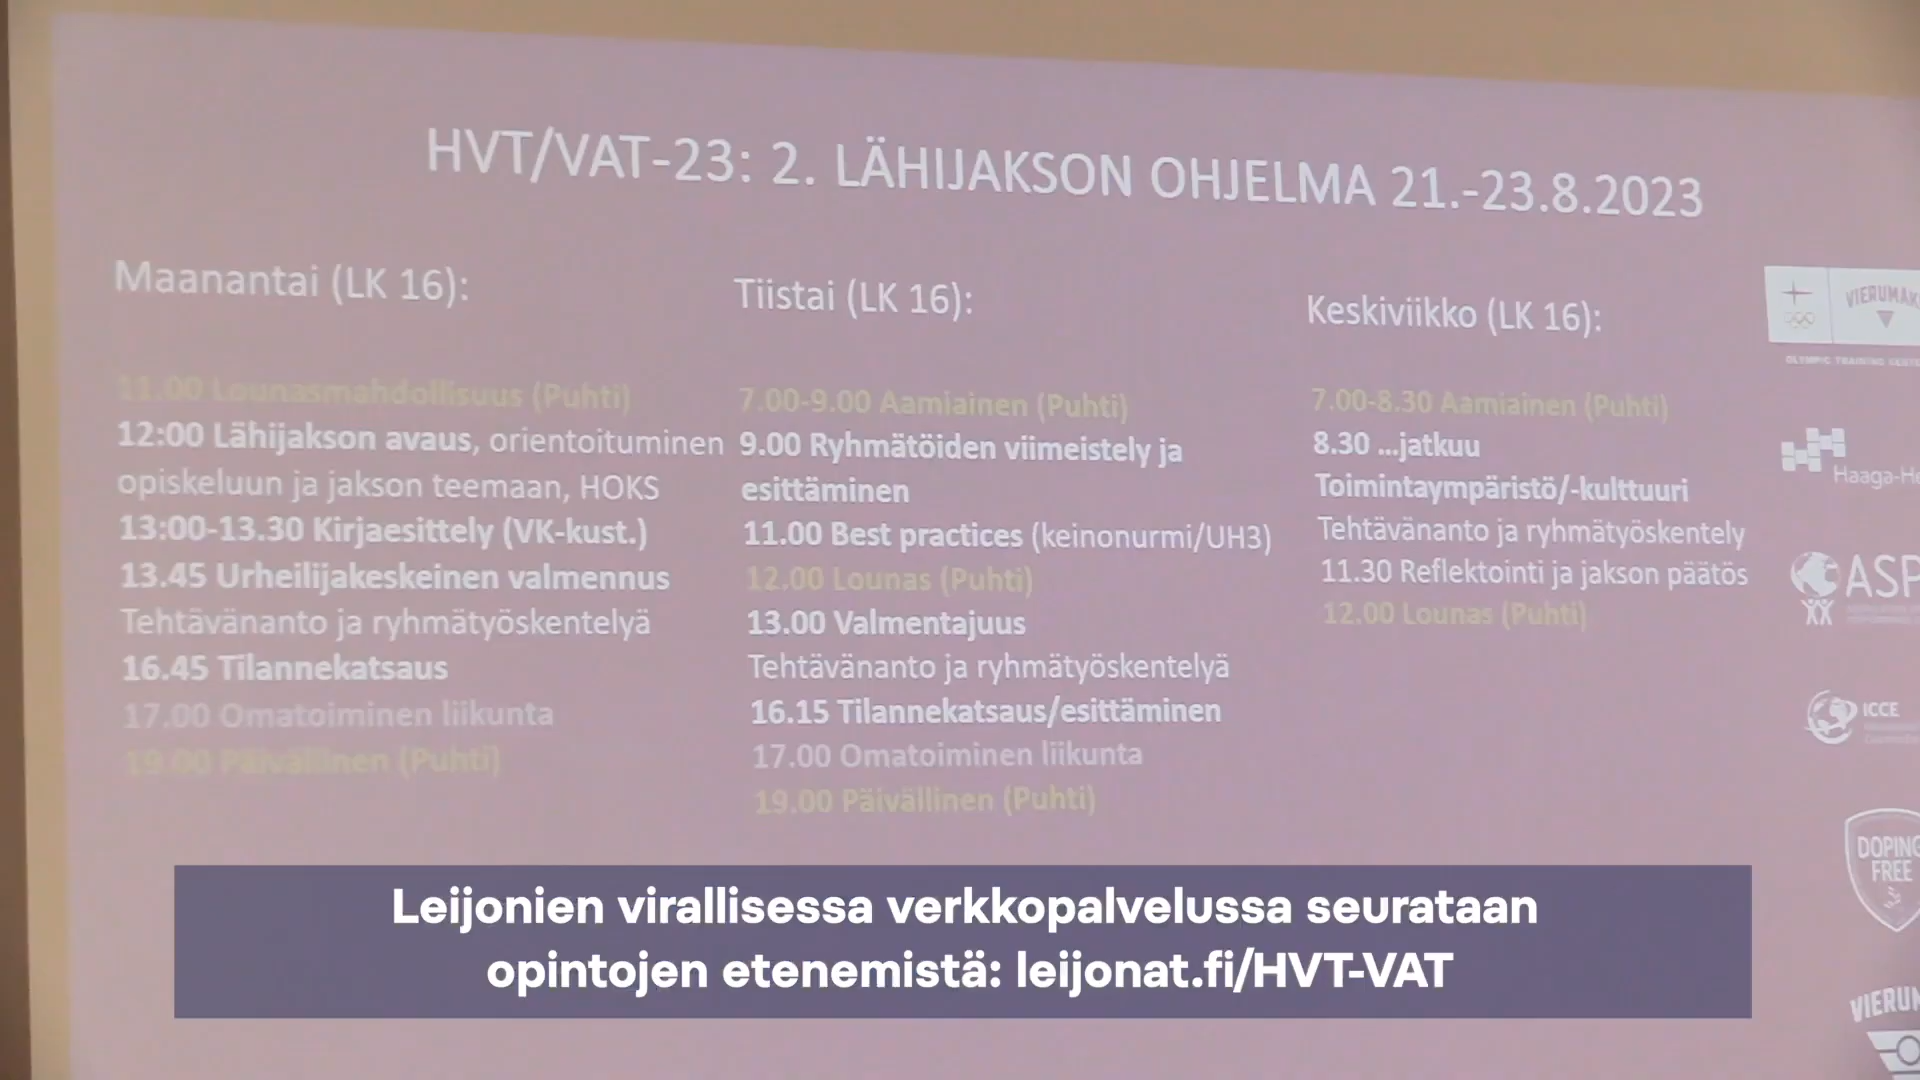 HVT/VAT-23: 2. LÄHIJAKSON OHJELMA 21.-23.8.2023
Maanantai (LK 16):
11.00 Lounasmahdollisuus (Puhti)
12:00 Lähijakson avaus, orientoituminen
opiskeluun ja jakson teemaan, HOKS
13:00-13.30 Kirjaesittely (VK-kust.)
13.45 Urheilijakeskeinen valmennus
Tehtävänanto ja ryhmätyöskentelyä
16.45 Tilannekatsaus
17.00 Omatoiminen liikunta
19.00 Päivällinen (Puhti)
Tiistai (LK 16):
7.00-9.00 Aamiainen (Puhti)
9.00 Ryhmätöiden viimeistely ja
esittäminen
11.00 Best practices (keinonurmi/UH3)
12.00 Lounas (Puhti)
13.00 Valmentajuus
Tehtävänanto ja ryhmätyöskentelyä
16.15 Tilannekatsaus/esittäminen
17.00 Omatoiminen liikunta
19.00 Päivällinen (Puhti)
Keskiviikko (LK 16):
7.00-8.30 Aamiainen (Puhti)
8.30 ...jatkuu
Toimintaympäristö/-kulttuuri
Tehtävänanto ja ryhmätyöskentely
11.30 Reflektointi ja jakson päätös
12.00 Lounas (Puhti)
VIERUMÄK
OLYMPIC TRAINING
Haaga-He
ASP
ICCE
DOPING
FREE
VIERUM
Leijonien virallisessa verkkopalvelussa seurataan
opintojen etenemistä: leijonat.fi/HVT-VAT